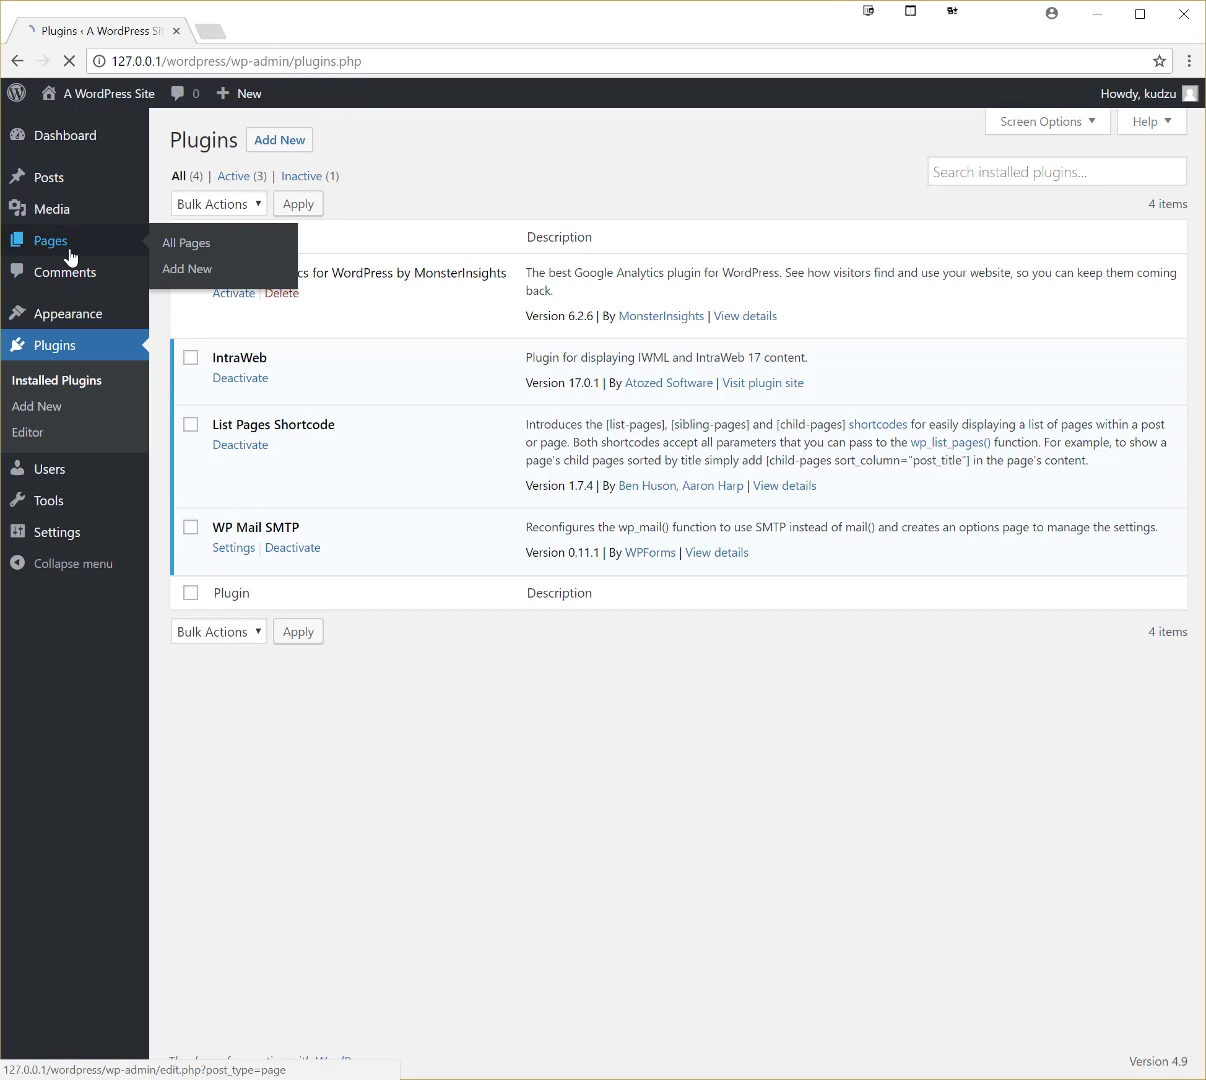 Plugins ‹ A WordPress Sit
127.0.0.1/wordpress/wp-admin/plugins.php
A WordPress Site 0 New Howdy, kudzu
Screen Options Help
Dashboard
Posts
Media
Pages
All Pages
Add New
Comments
Appearance
Plugins
Installed Plugins
Add New
Editor
Users
Tools
Settings
Collapse menu
Plugins Add New
All (4) | Active (3) | Inactive (1)
Search installed plugins...
Bulk Actions Apply 4 items
Description
cs for WordPress by MonsterInsights
Activate | Delete
The best Google Analytics plugin for WordPress. See how visitors find and use your website, so you can keep them coming
back.
Version 6.2.6 | By MonsterInsights | View details
IntraWeb
Deactivate
Plugin for displaying IWML and IntraWeb 17 content.
Version 17.0.1 | By Atozed Software | Visit plugin site
List Pages Shortcode
Deactivate
Introduces the [list-pages], [sibling-pages] and [child-pages] shortcodes for easily displaying a list of pages within a post
or page. Both shortcodes accept all parameters that you can pass to the wp_list_pages() function. For example, to show a
page's child pages sorted by title simply add [child-pages sort_column="post_title"] in the page's content.
Version 1.7.4 | By Ben Huson, Aaron Harp | View details
WP Mail SMTP
Settings | Deactivate
Reconfigures the wp_mail() function to use SMTP instead of mail() and creates an options page to manage the settings.
Version 0.11.1 | By WPForms | View details
Plugin Description
Bulk Actions Apply 4 items
Version 4.9
127.0.0.1/wordpress/wp-admin/edit.php?post_type=page